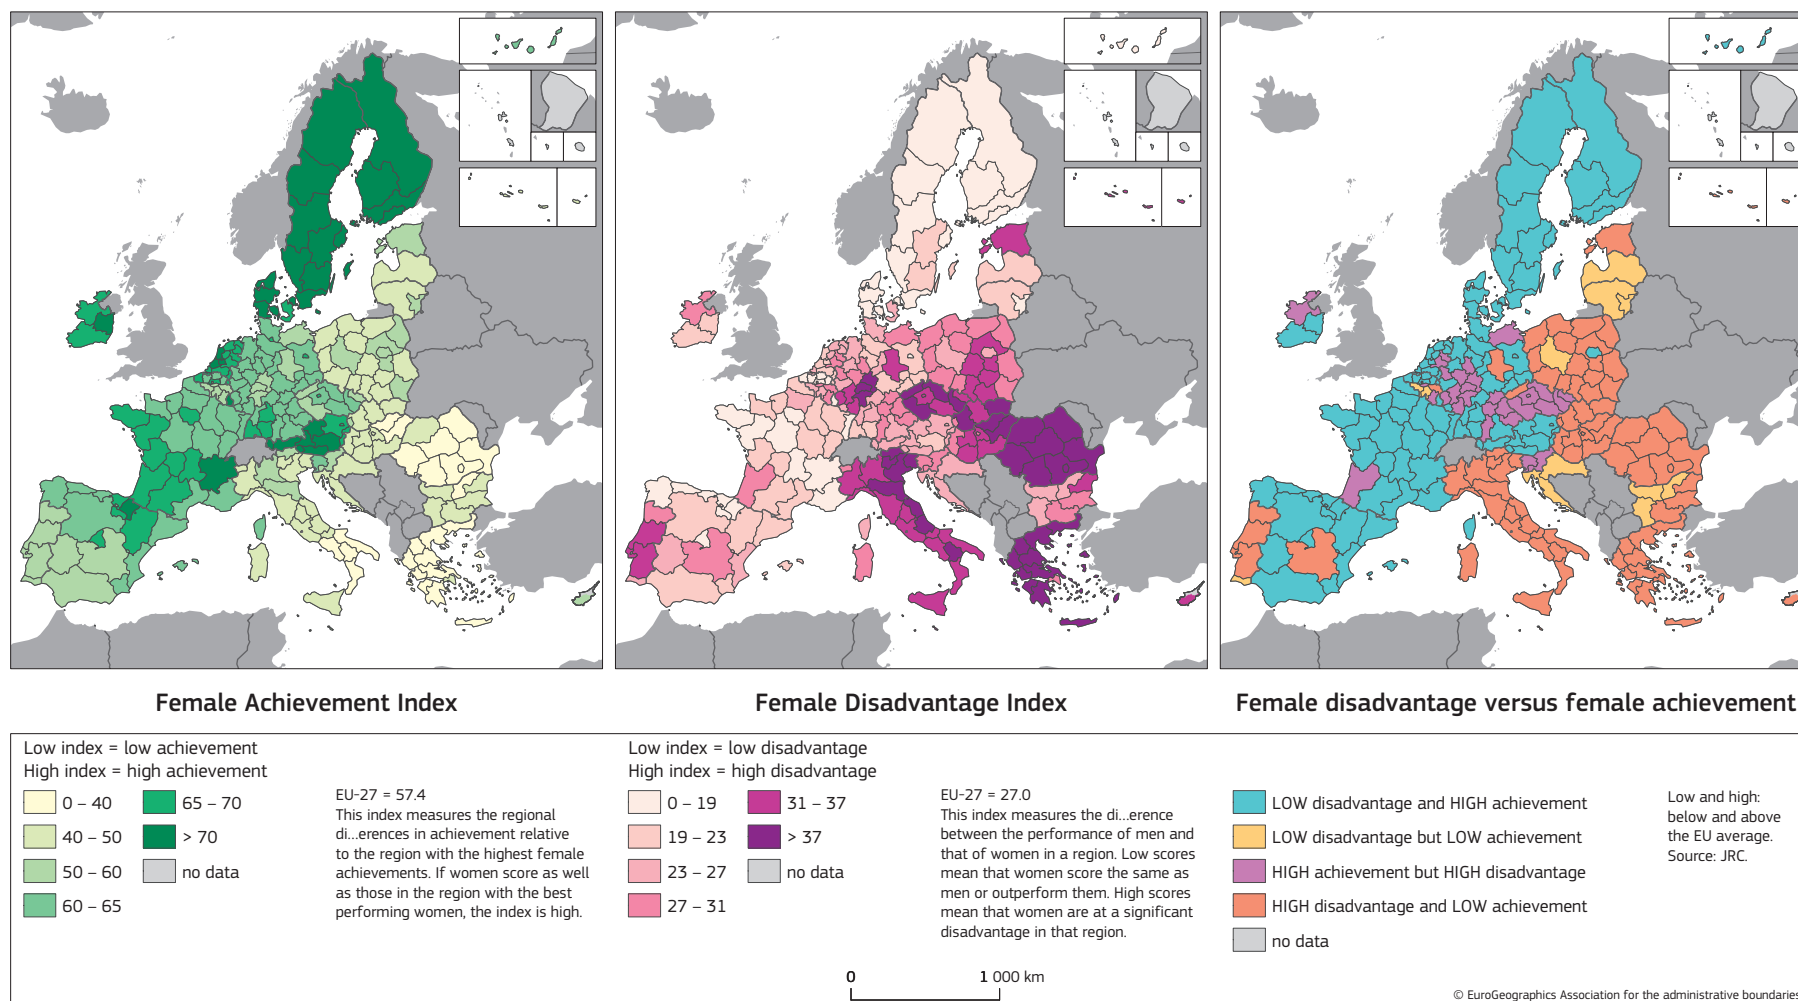 Female Achievement Index
Female Disadvantage Index
Female disadvantage versus female achievement
Low index = low achievement
High index = high achievement
0 – 40
40 – 50
50 – 60
60 – 65
65 – 70
> 70
no data
EU-27 = 57.4
This index measures the regional
di...erences in achievement relative
to the region with the highest female
achievements. If women score as well
as those in the region with the best
performing women, the index is high.
Low index = low disadvantage
High index = high disadvantage
0 – 19
19 – 23
23 – 27
27 – 31
31 – 37
> 37
no data
EU-27 = 27.0
This index measures the di...erence
between the performance of men and
that of women in a region. Low scores
mean that women score the same as
men or outperform them. High scores
mean that women are at a significant
disadvantage in that region.
LOW disadvantage and HIGH achievement
LOW disadvantage but LOW achievement
HIGH achievement but HIGH disadvantage
HIGH disadvantage and LOW achievement
no data
Low and high:
below and above
the EU average.
Source: JRC.
0 1 000 km
© EuroGeographics Association for the administrative boundaries